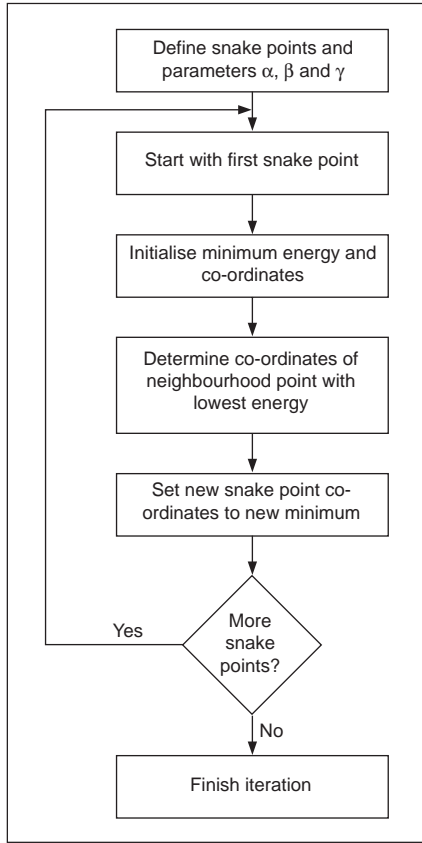 Define snake points and
parameters α, β and γ
Start with first snake point
Initialise minimum energy and
co-ordinates
Determine co-ordinates of
neighbourhood point with
lowest energy
Set new snake point co-
ordinates to new minimum
More
snake
points?
Yes
No
Finish iteration